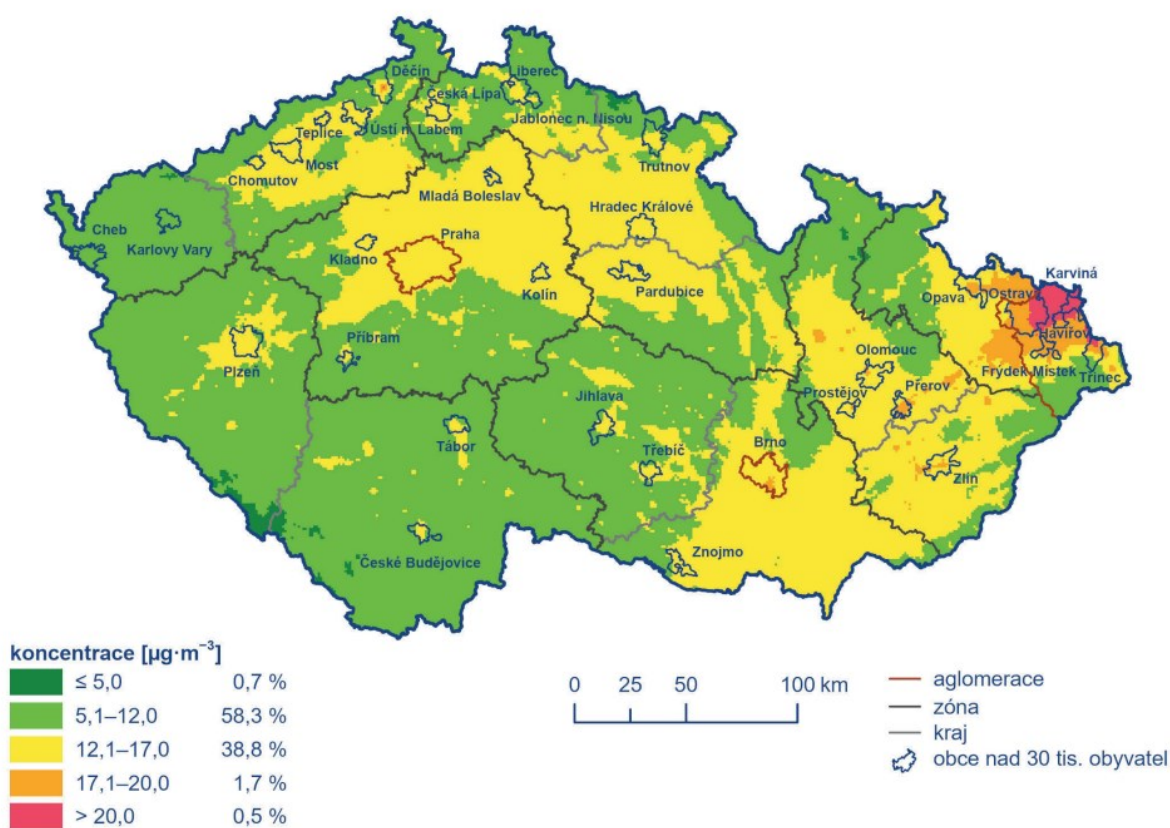 Děčín
Liberec
Česká Lípa
Jablonec n. Nisou
Teplice
Ústí n. Labem
Most
Chomutov
Trutnov
Mladá Boleslav
Hradec Králové
Cheb
Karlovy Vary
Praha
Kladno
Kolín
Pardubice
Karviná
Opava
Ostrava
Havířov
Příbram
Plzeň
Olomouc
Frýdek Místek
Třinec
Prostějov
Přerov
Jihlava
Tábor
Třebíč
Brno
Zlín
České Budějovice
Znojmo
koncentrace [µg·m⁻³]
≤ 5,0 0,7 %
5,1–12,0 58,3 %
12,1–17,0 38,8 %
17,1–20,0 1,7 %
> 20,0 0,5 %
0 25 50 100 km
aglomerace
zóna
kraj
obce nad 30 tis. obyvatel